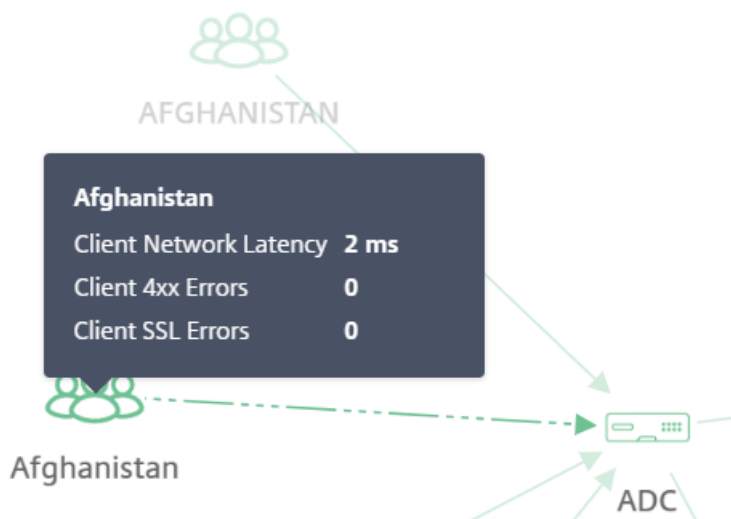 AFGHANISTAN
Afghanistan
Client Network Latency 2 ms
Client 4xx Errors 0
Client SSL Errors 0
Afghanistan
ADC